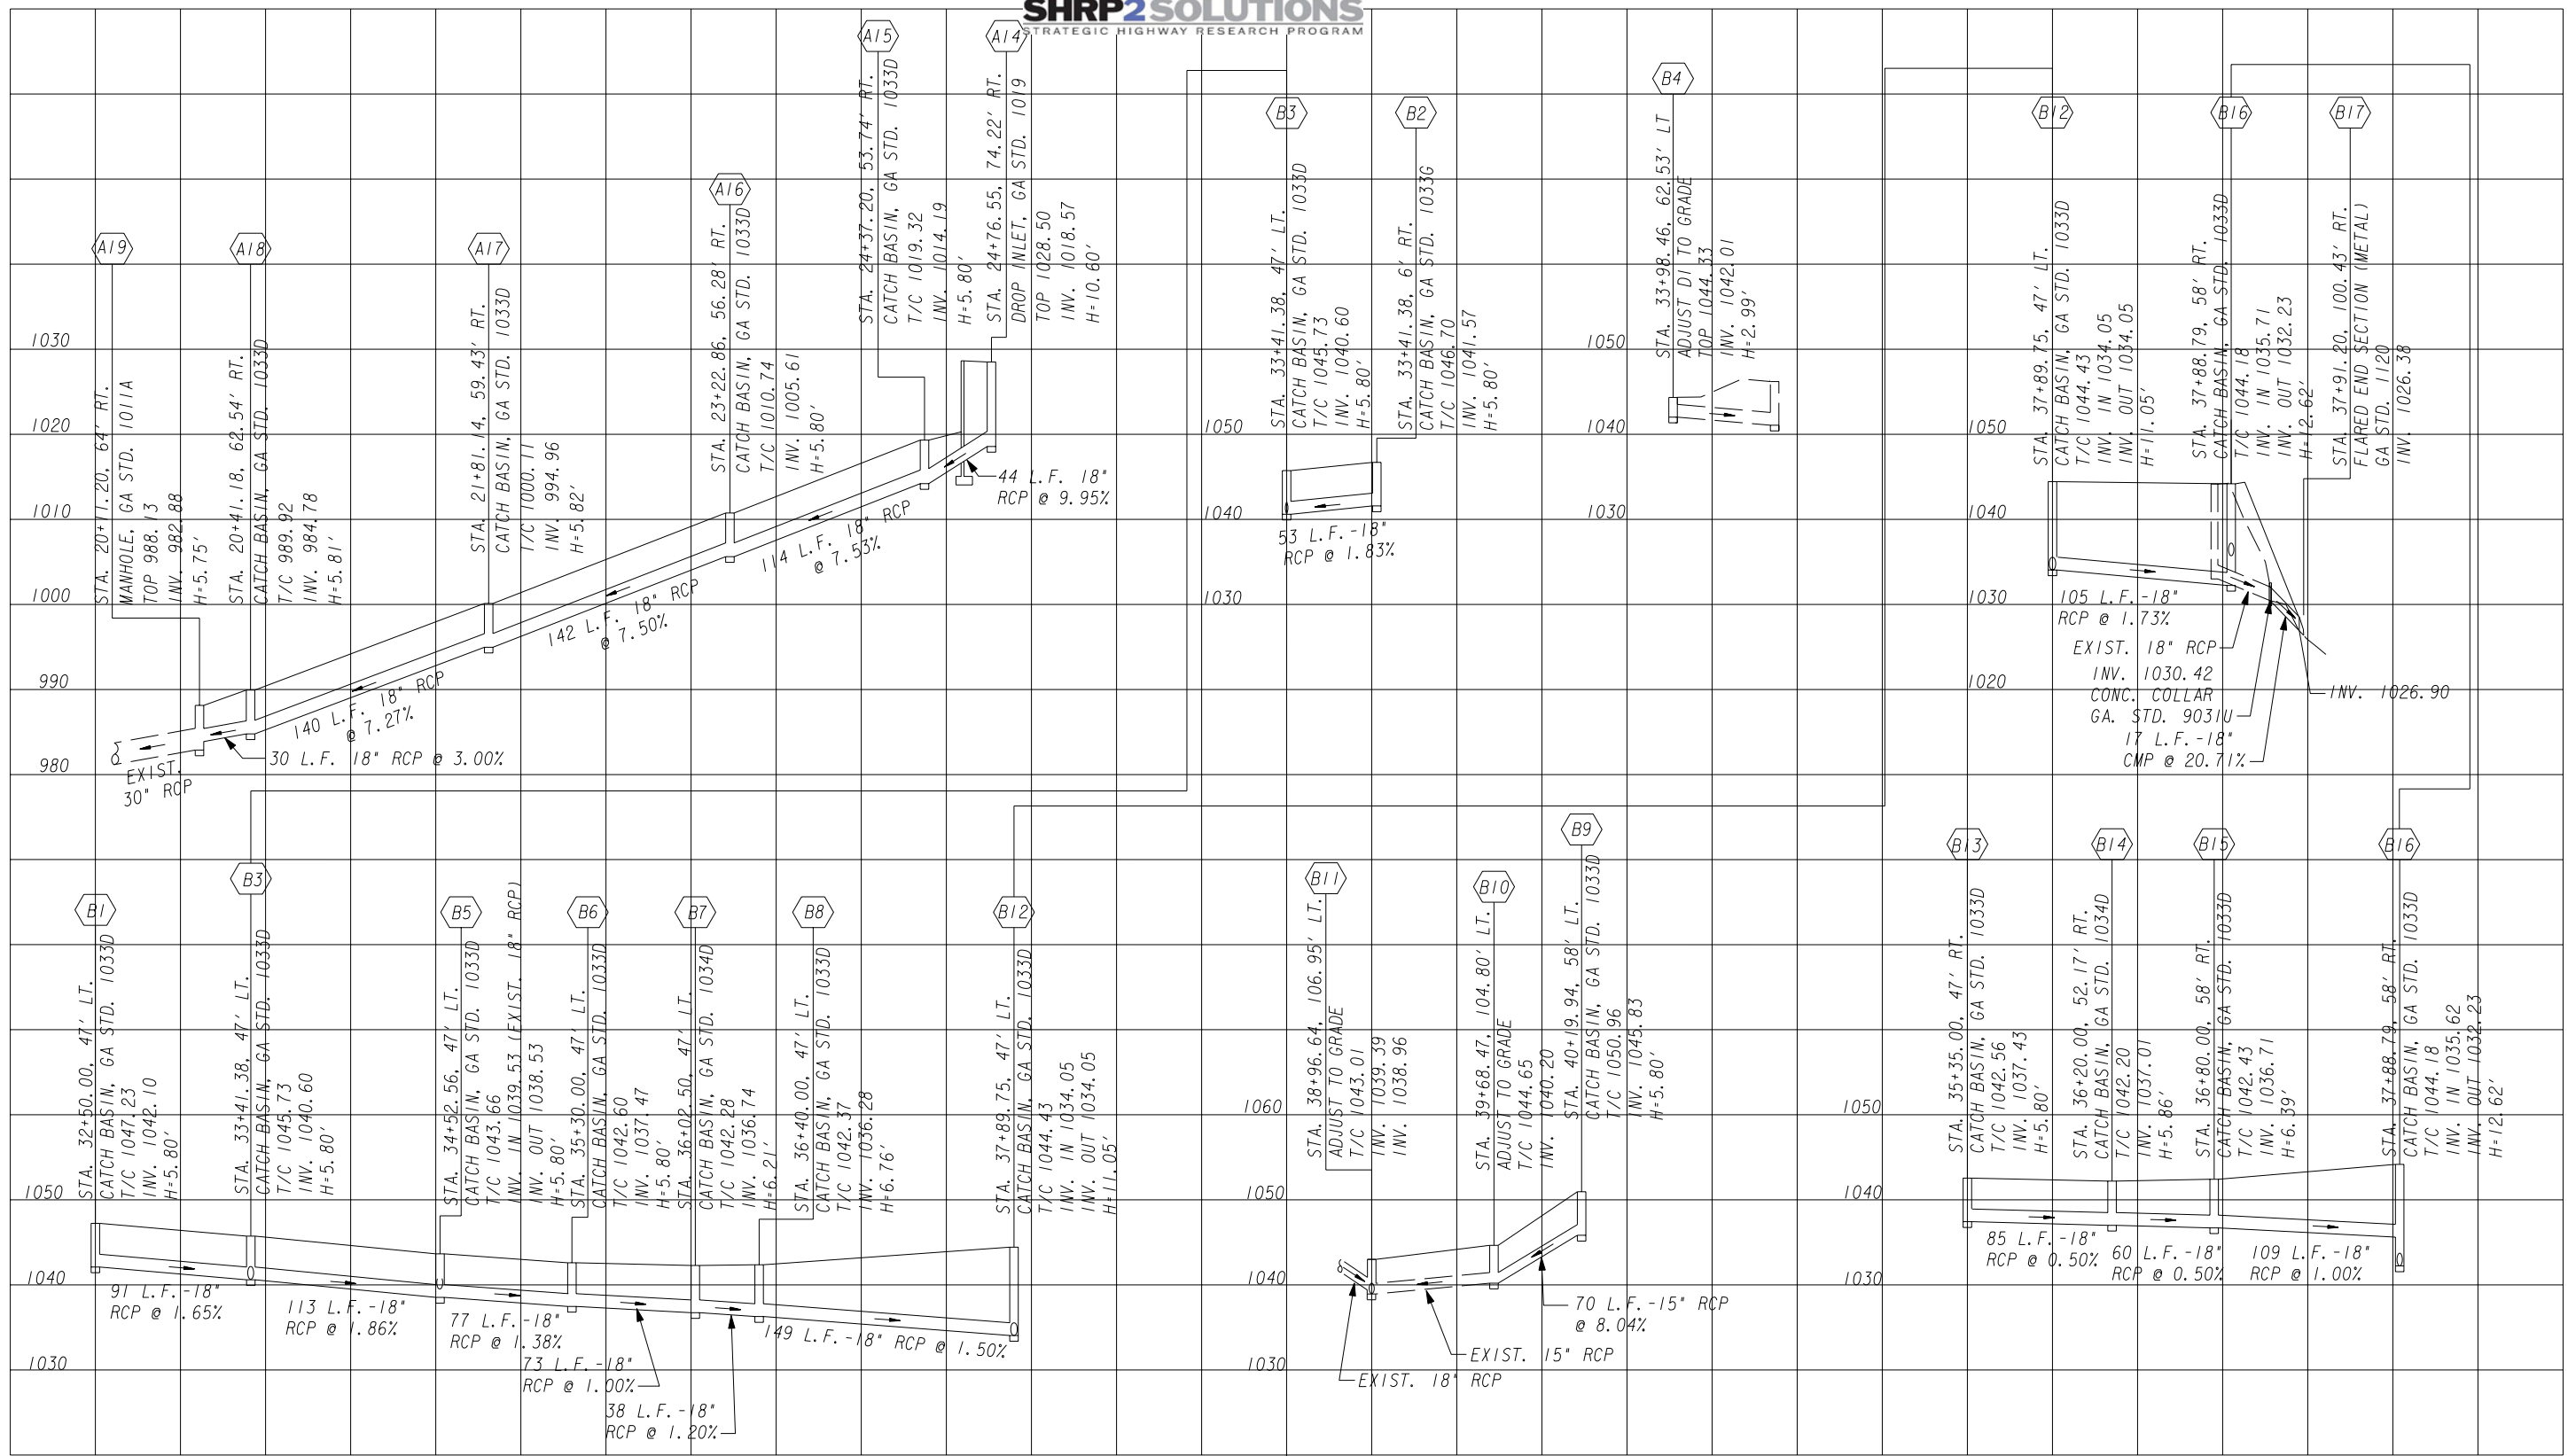 SHRP2 SOLUTIONS
STRATEGIC HIGHWAY RESEARCH PROGRAM
A19
STA. 20+11.20, 64' RT.
MANHOLE, GA STD. 1011A
TOP 988.13
INV. 982.88
H=5.75'
A18
STA. 20+41.18, 62.54' RT.
CATCH BASIN, GA STD. 1033D
T/C 989.92
INV. 984.78
H=5.81'
A17
STA. 21+81.14, 59.43' RT.
CATCH BASIN, GA STD. 1033D
T/C 1000.11
INV. 994.96
H=5.82'
A16
STA. 23+22.86, 56.28' RT.
CATCH BASIN, GA STD. 1033D
T/C 1010.74
INV. 1005.61
H=5.80'
A15
STA. 24+37.20, 53.74' RT.
CATCH BASIN, GA STD. 1033D
T/C 1019.32
INV. 1014.19
H=5.80'
A14
STA. 24+76.55, 74.22' RT.
DROP INLET, GA STD. 1019
TOP 1028.50
INV. 1018.57
H=10.60'
1030
1020
1010
1000
990
980
EXIST.
30" RCP
30 L.F. 18" RCP @ 3.00%
140 L.F. 18" RCP
@ 7.27%
142 L.F. 18" RCP
@ 7.50%
114 L.F. 18" RCP
@ 7.53%
44 L.F. 18"
RCP @ 9.95%
B3
STA. 33+41.38, 47' LT.
CATCH BASIN, GA STD. 1033D
T/C 1045.73
INV. 1040.60
H=5.80'
B2
STA. 33+41.38, 6' RT.
CATCH BASIN, GA STD. 1033G
T/C 1046.70
INV. 1041.57
H=5.80'
1050
1040
1030
53 L.F.-18"
RCP @ 1.83%
B4
STA. 33+98.46, 62.53' LT
ADJUST DI TO GRADE
TOP 1044.33
INV. 1042.01
H=2.99'
1050
1040
1030
B12
STA. 37+89.75, 47' LT.
CATCH BASIN, GA STD. 1033D
T/C 1044.43
INV. IN 1034.05
INV. OUT 1034.05
H=11.05'
B16
STA. 37+88.79, 58' RT.
CATCH BASIN, GA STD. 1033D
T/C 1044.18
INV. IN 1035.71
INV. OUT 1032.23
H=12.62'
B17
STA. 37+91.20, 100.43' RT.
FLARED END SECTION (METAL)
GA STD. 1120
INV. 1026.38
1050
1040
1030
1020
105 L.F.-18"
RCP @ 1.73%
EXIST. 18" RCP
INV. 1030.42
CONC. COLLAR
GA. STD. 9031U
17 L.F.-18"
CMP @ 20.71%
INV. 1026.90
B1
STA. 32+50.00, 47' LT.
CATCH BASIN, GA STD. 1033D
T/C 1047.23
INV. 1042.10
H=5.80'
B3
STA. 33+41.38, 47' LT.
CATCH BASIN, GA STD. 1033D
T/C 1045.73
INV. 1040.60
H=5.80'
B5
STA. 34+52.56, 47' LT.
CATCH BASIN, GA STD. 1033D
T/C 1043.66
INV. IN 1039.53 (EXIST. 18" RCP)
INV. OUT 1038.53
H=5.80'
B6
STA. 35+30.00, 47' LT.
CATCH BASIN, GA STD. 1033D
T/C 1042.60
INV. 1037.47
H=5.80'
B7
STA. 36+02.50, 47' LT.
CATCH BASIN, GA STD. 1034D
T/C 1042.28
INV. 1036.74
H=6.21'
B8
STA. 36+40.00, 47' LT.
CATCH BASIN, GA STD. 1033D
T/C 1042.37
INV. 1036.28
H=6.76'
B12
STA. 37+89.75, 47' LT.
CATCH BASIN, GA STD. 1033D
T/C 1044.43
INV. IN 1034.05
INV. OUT 1034.05
H=11.05'
1050
1040
1030
91 L.F.-18"
RCP @ 1.65%
113 L.F.-18"
RCP @ 1.86%
77 L.F.-18"
RCP @ 1.38%
73 L.F.-18"
RCP @ 1.00%
38 L.F.-18"
RCP @ 1.20%
149 L.F.-18" RCP @ 1.50%
B11
STA. 38+96.64, 106.95' LT.
ADJUST TO GRADE
T/C 1043.01
INV. 1039.39
INV. 1038.96
B10
STA. 39+68.47, 104.80' LT.
ADJUST TO GRADE
T/C 1044.65
INV. 1040.20
B9
STA. 40+19.94, 58' LT.
CATCH BASIN, GA STD. 1033D
T/C 1050.96
INV. 1045.83
H=5.80'
1060
1050
1040
1030
70 L.F.-15" RCP
@ 8.04%
EXIST. 15" RCP
EXIST. 18" RCP
B13
STA. 35+35.00, 47' RT.
CATCH BASIN, GA STD. 1033D
T/C 1042.56
INV. 1037.43
H=5.80'
B14
STA. 36+20.00, 52.17' RT.
CATCH BASIN, GA STD. 1034D
T/C 1042.20
INV. 1037.01
H=5.86'
B15
STA. 36+80.00, 58' RT.
CATCH BASIN, GA STD. 1033D
T/C 1042.43
INV. 1036.71
H=6.39'
B16
STA. 37+88.79, 58' RT.
CATCH BASIN, GA STD. 1033D
T/C 1044.18
INV. IN 1035.62
INV. OUT 1032.23
H=12.62'
1050
1040
1030
85 L.F.-18"
RCP @ 0.50%
60 L.F.-18"
RCP @ 0.50%
109 L.F.-18"
RCP @ 1.00%